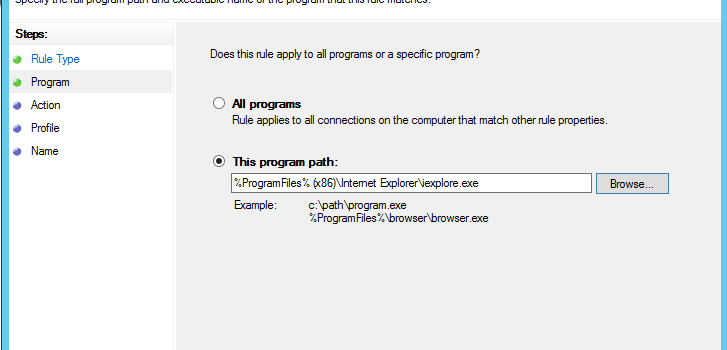 Specify the full program path and executable name of the program that this rule matches.
Steps:
Rule Type
Program
Action
Profile
Name
Does this rule apply to all programs or a specific program?
All programs
Rule applies to all connections on the computer that match other rule properties.
This program path:
%ProgramFiles% (x86)\Internet Explorer\iexplore.exe
Browse...
Example:
c:\path\program.exe
%ProgramFiles%\browser\browser.exe